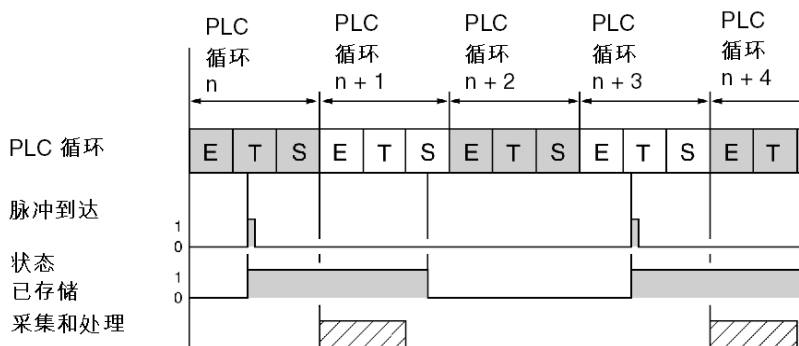 PLC 循环 n
PLC 循环 n + 1
PLC 循环 n + 2
PLC 循环 n + 3
PLC 循环 n + 4
PLC 循环
E T S E T S E T S E T S E T
脉冲到达
1
0
状态
已存储
1
0
采集和处理